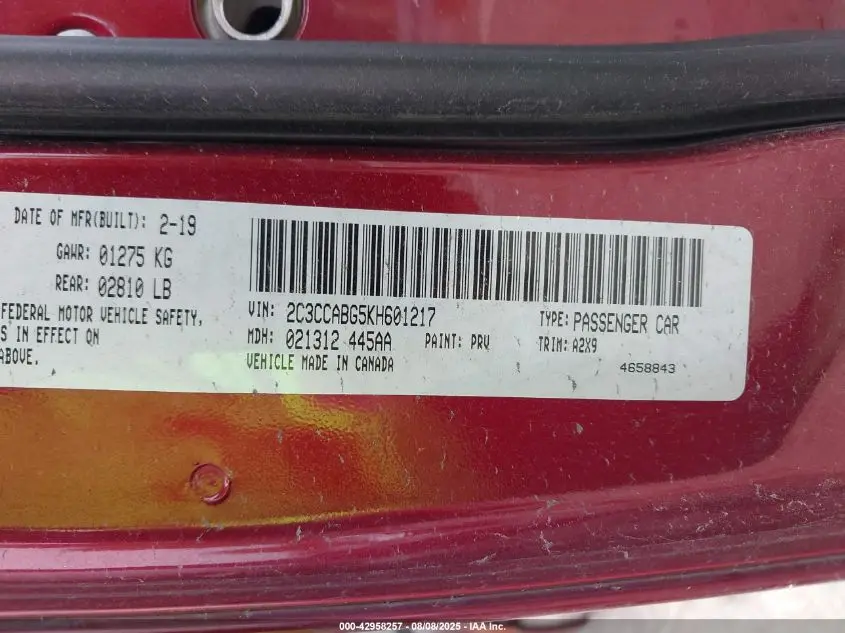 DATE OF MFR(BUILT): 2-19
GAWR: 01275 KG
REAR: 02810 LB
FEDERAL MOTOR VEHICLE SAFETY,
S IN EFFECT ON
ABOVE.
VIN: 2C3CCABG5KH601217
TYPE: PASSENGER CAR
MDH: 021312 445AA
PAINT: PRV
TRIM: A2X9
VEHICLE MADE IN CANADA
4658843
000-42958257 - 08/08/2025 - IAA Inc.